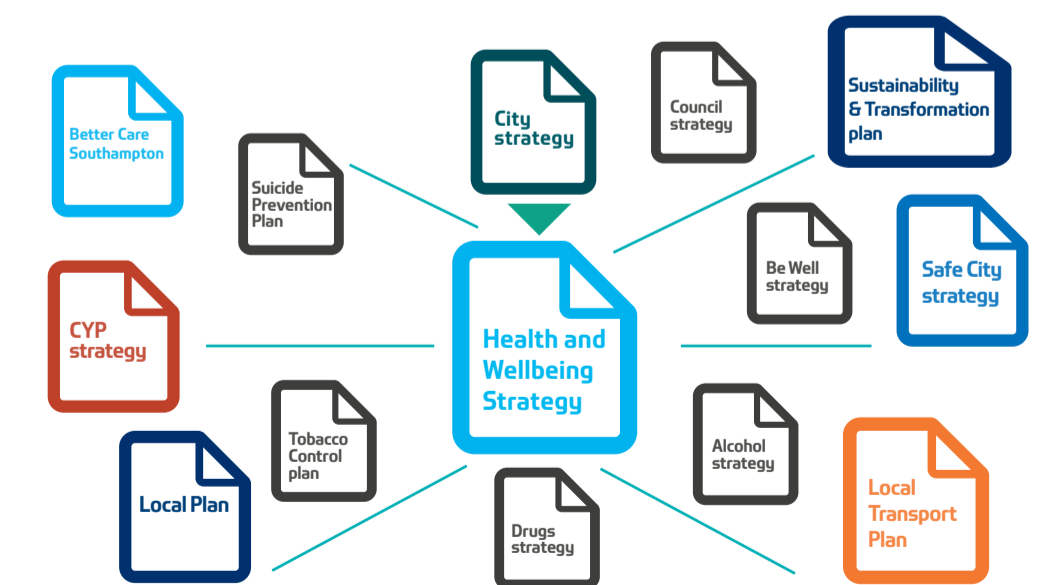 Better Care
Southampton
Suicide
Prevention
Plan
City
strategy
Council
strategy
Sustainability
& Transformation
plan
Be Well
strategy
Safe City
strategy
CYP
strategy
Health and
Wellbeing
Strategy
Tobacco
Control
plan
Alcohol
strategy
Local Plan
Drugs
strategy
Local
Transport
Plan